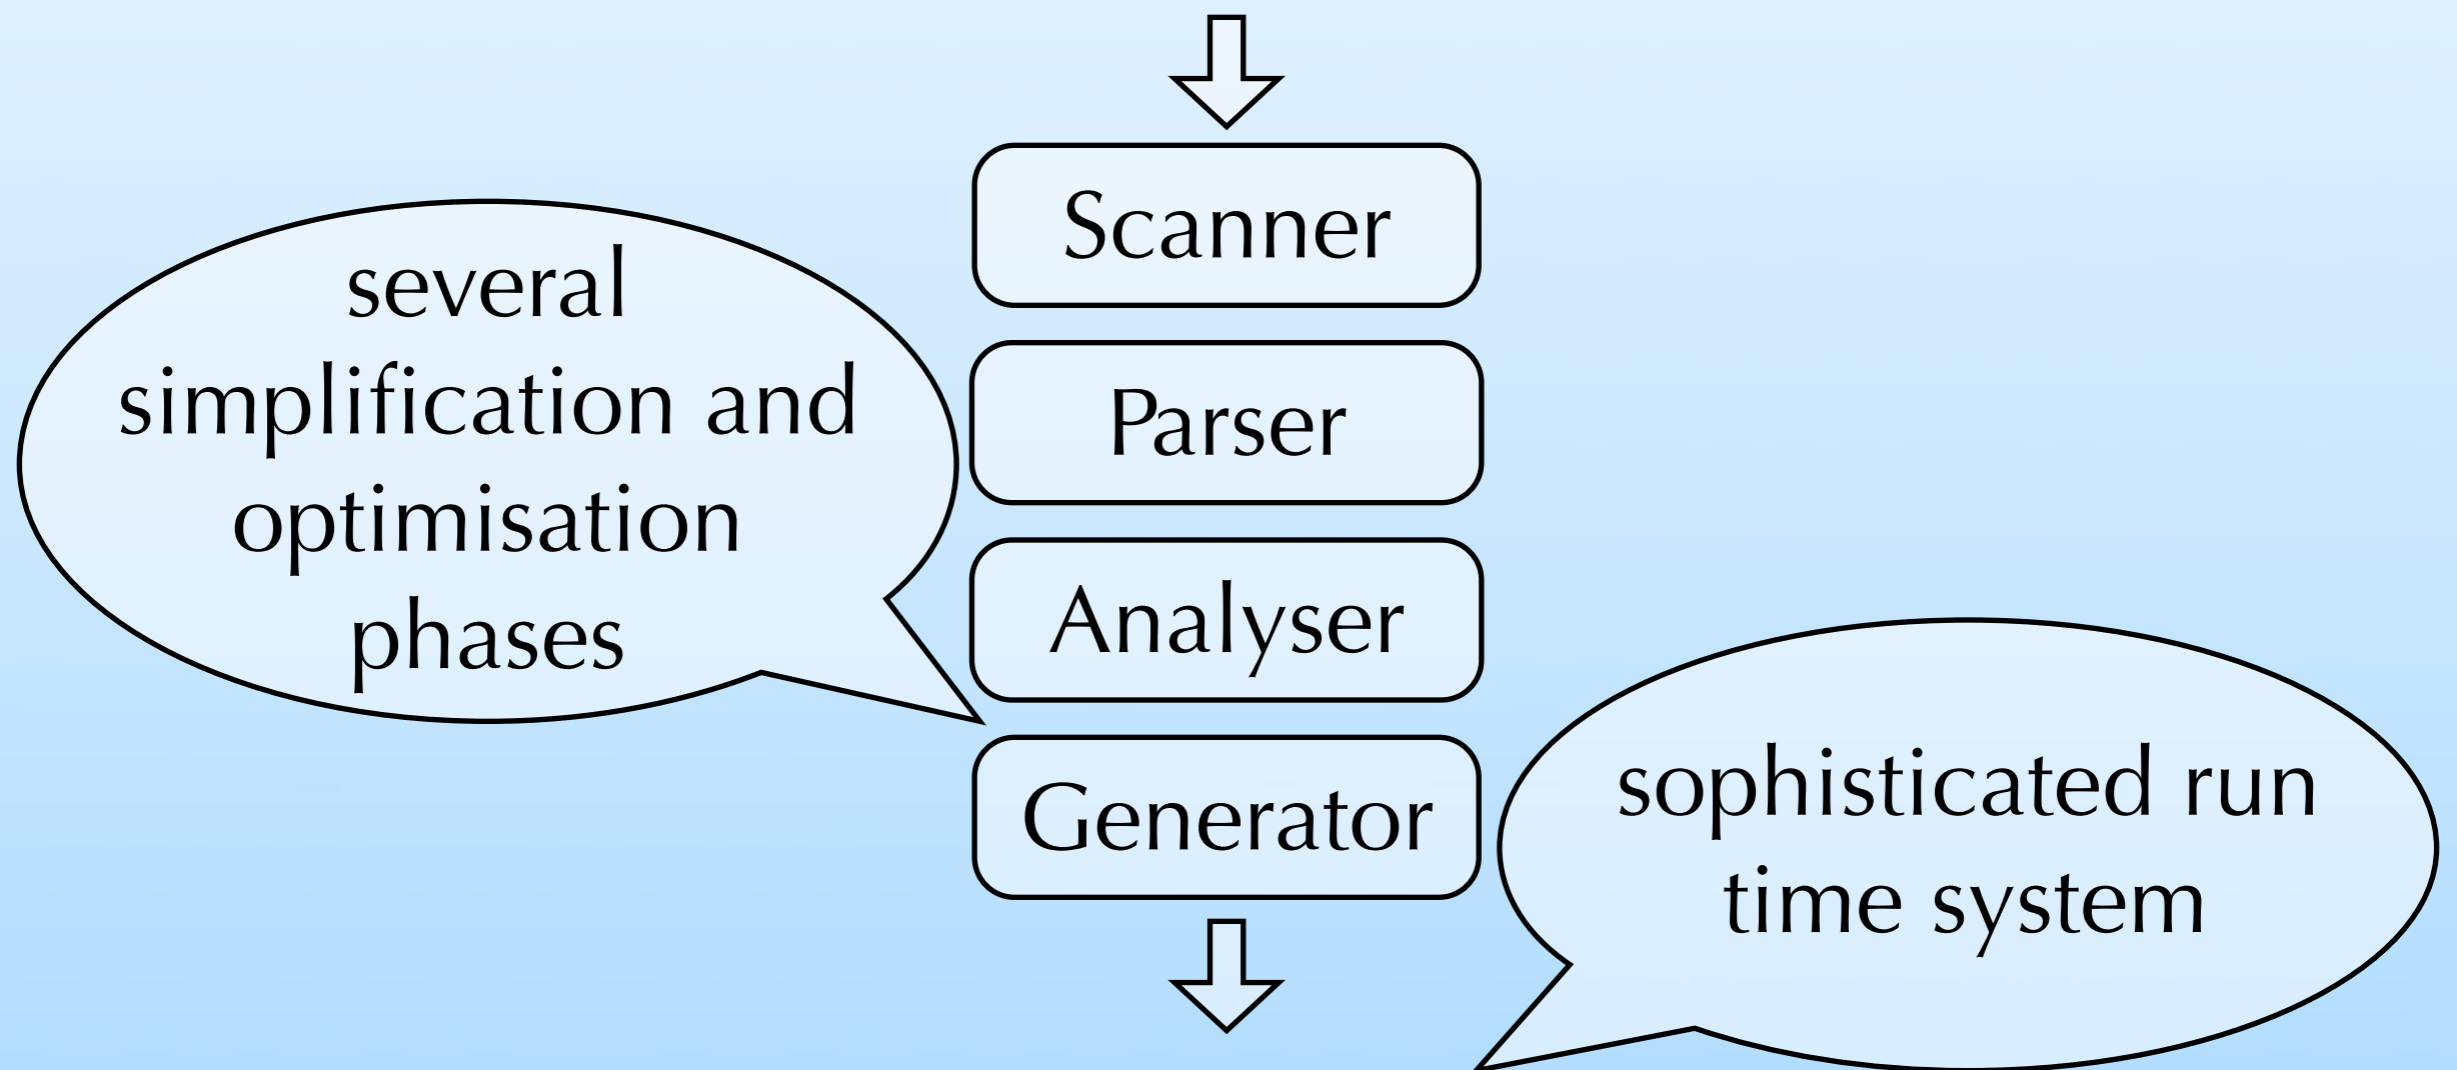 Scanner
several
simplification and
optimisation
phases
Parser
Analyser
Generator
sophisticated run
time system